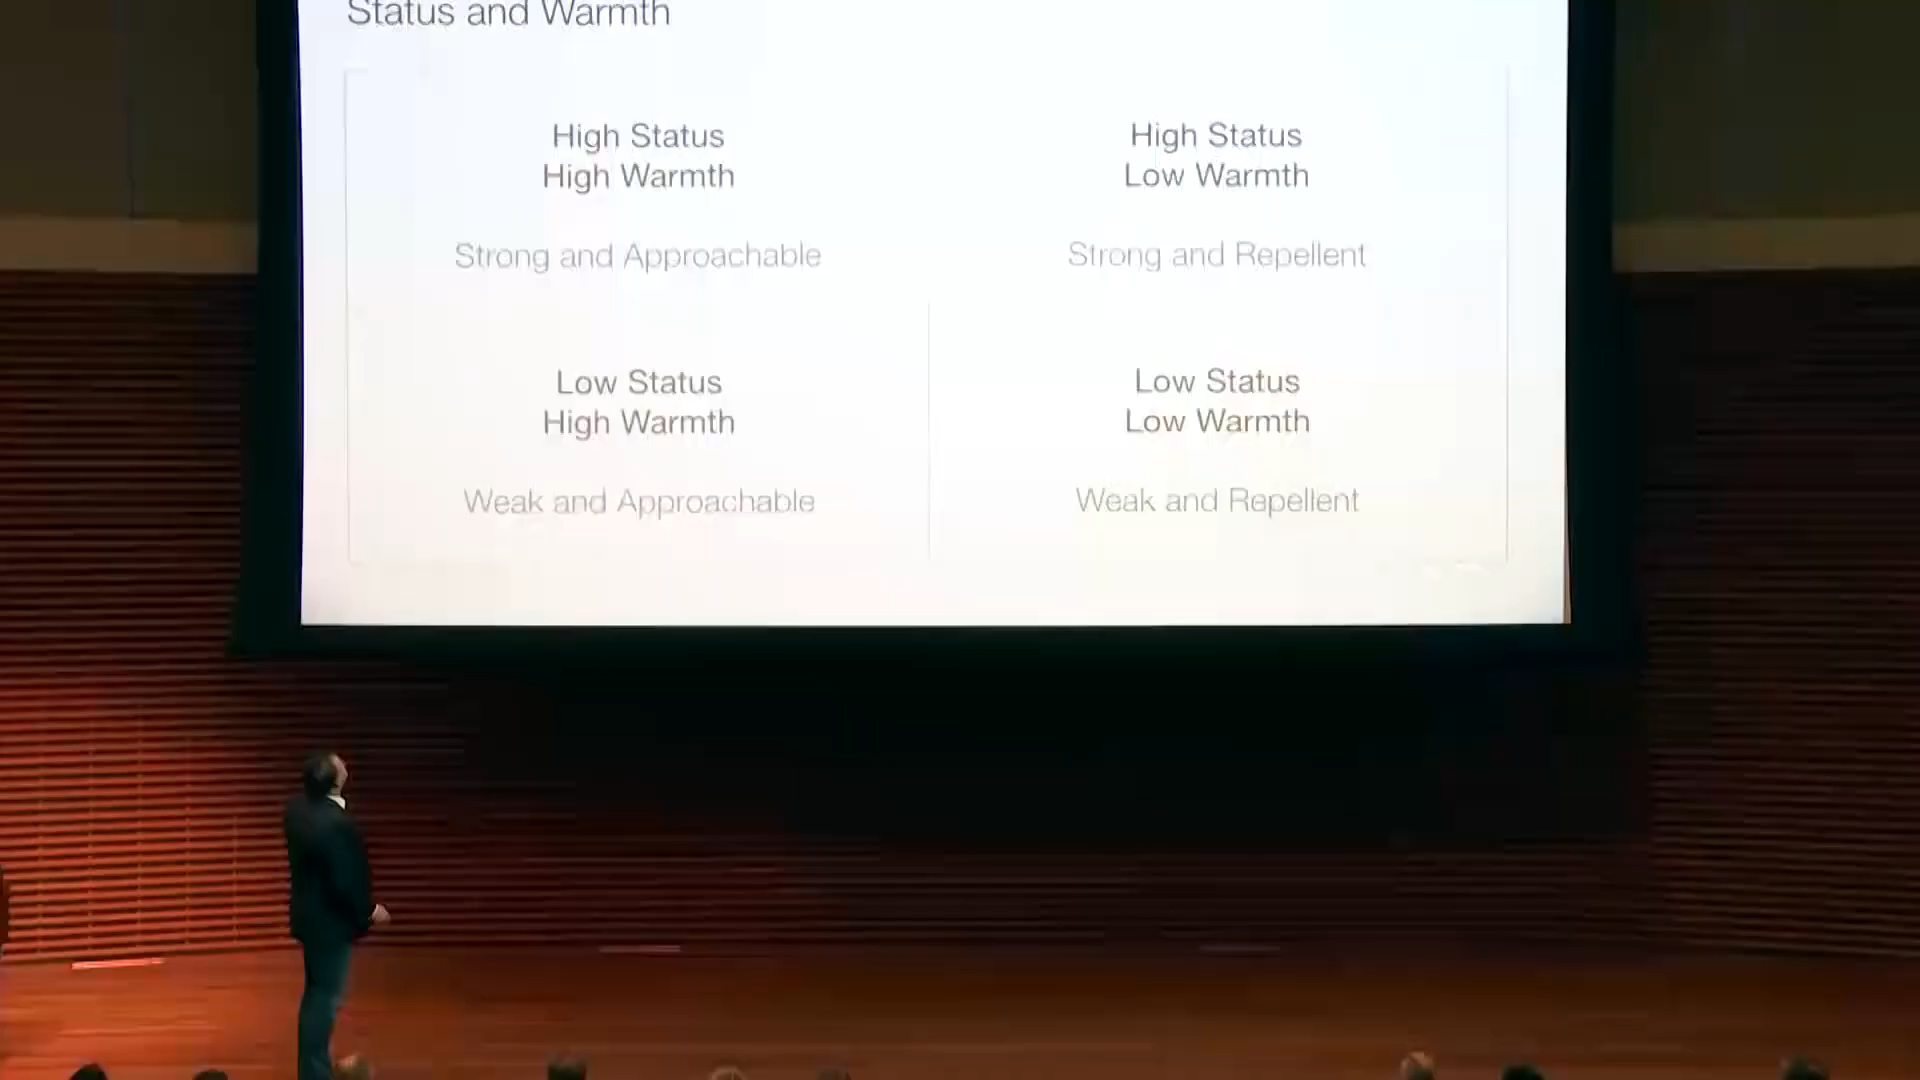 Status and Warmth
High Status
High Warmth
Strong and Approachable
High Status
Low Warmth
Strong and Repellent
Low Status
High Warmth
Weak and Approachable
Low Status
Low Warmth
Weak and Repellent